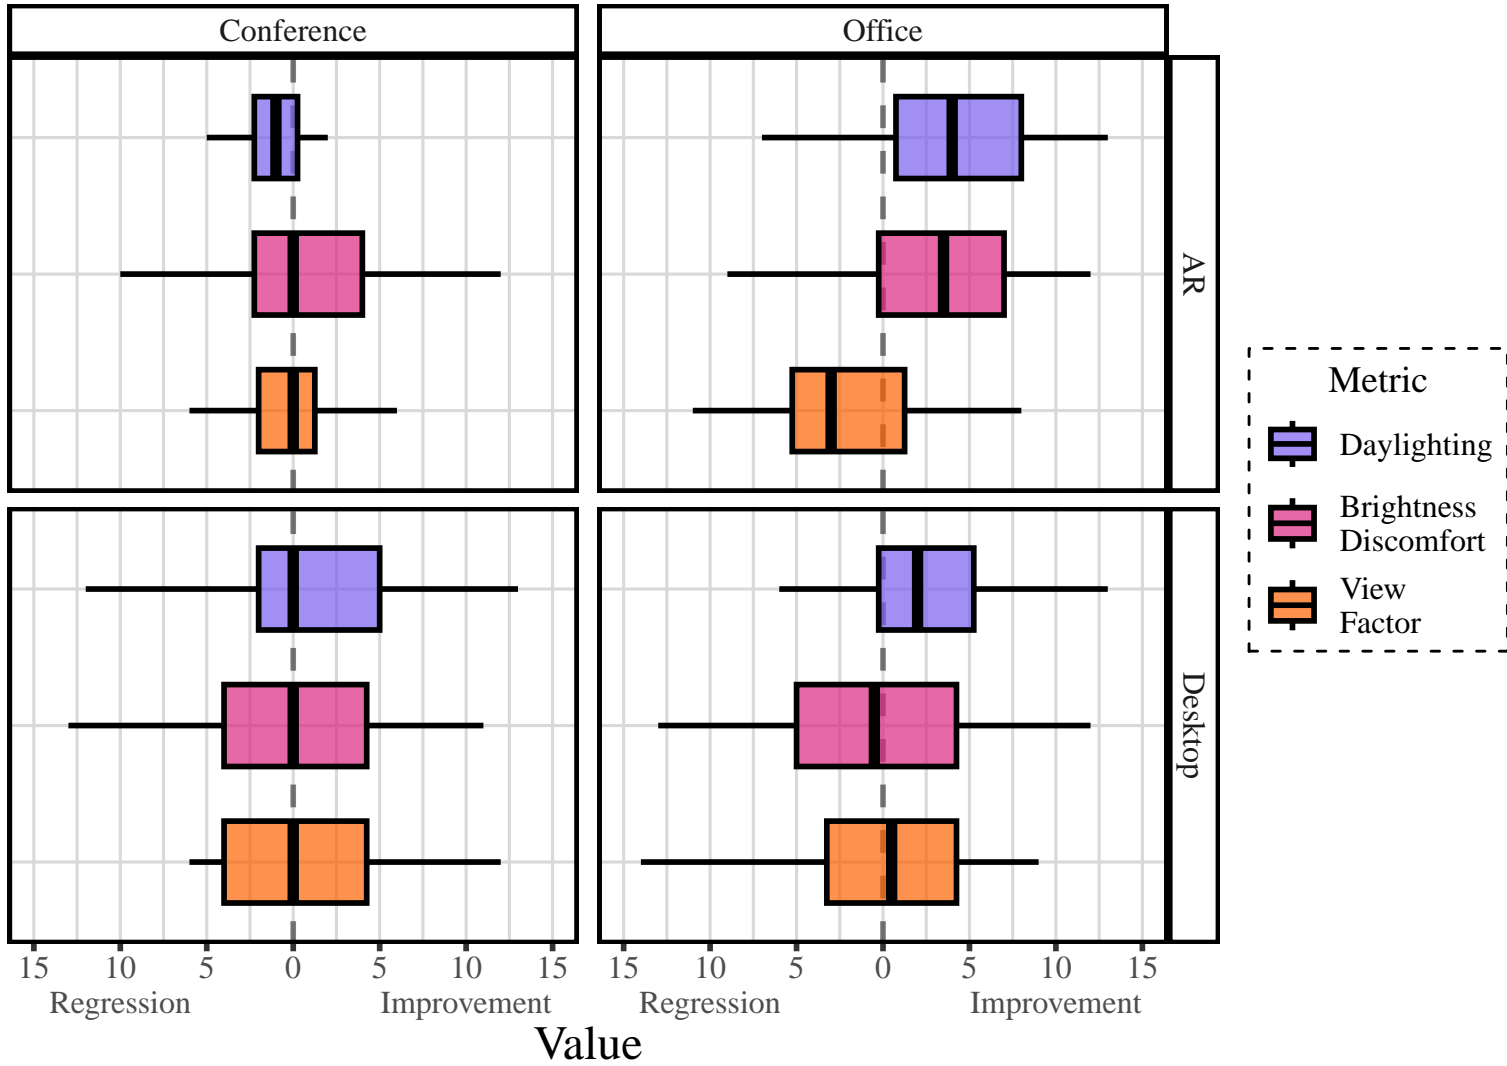 Conference
Office
AR
Desktop
Metric
Daylighting
Brightness
Discomfort
View
Factor
15 10 5 0 5 10 15
15 10 5 0 5 10 15
Regression Improvement
Regression Improvement
Value